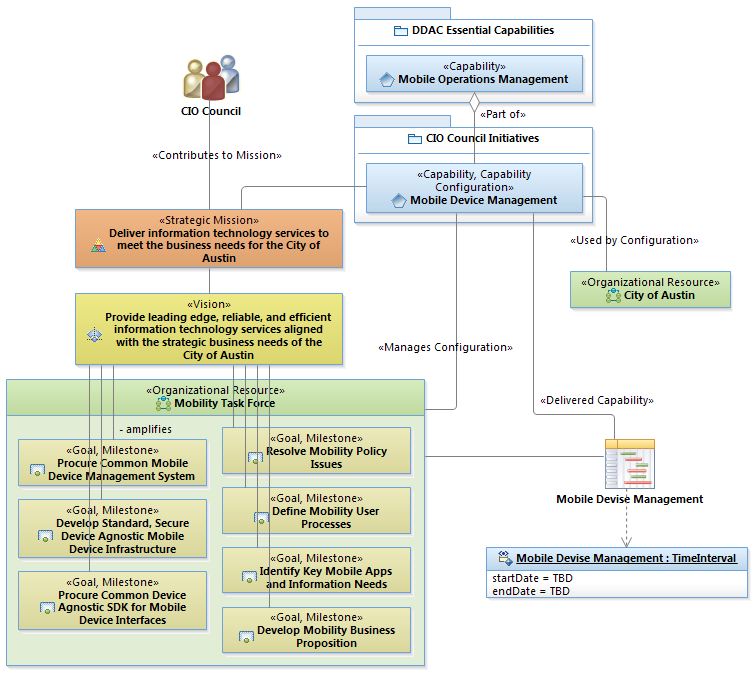 DDAC Essential Capabilities
«Capability»
Mobile Operations Management
CIO Council
«Part of»
CIO Council Initiatives
«Contributes to Mission»
«Capability, Capability
Configuration»
Mobile Device Management
«Strategic Mission»
Deliver information technology services to
meet the business needs for the City of
Austin
«Used by Configuration»
«Organizational Resource»
City of Austin
«Vision»
Provide leading edge, reliable, and efficient
information technology services aligned
with the strategic business needs of the
City of Austin
«Manages Configuration»
«Organizational Resource»
Mobility Task Force
«Delivered Capability»
- amplifies
«Goal, Milestone»
Procure Common Mobile
Device Management System
«Goal, Milestone»
Develop Standard, Secure
Device Agnostic Mobile
Device Infrastructure
«Goal, Milestone»
Procure Common Device
Agnostic SDK for Mobile
Device Interfaces
«Goal, Milestone»
Resolve Mobility Policy
Issues
«Goal, Milestone»
Define Mobility User
Processes
«Goal, Milestone»
Identify Key Mobile Apps
and Information Needs
«Goal, Milestone»
Develop Mobility Business
Proposition
Mobile Devise Management
Mobile Devise Management : TimeInterval
startDate = TBD
endDate = TBD